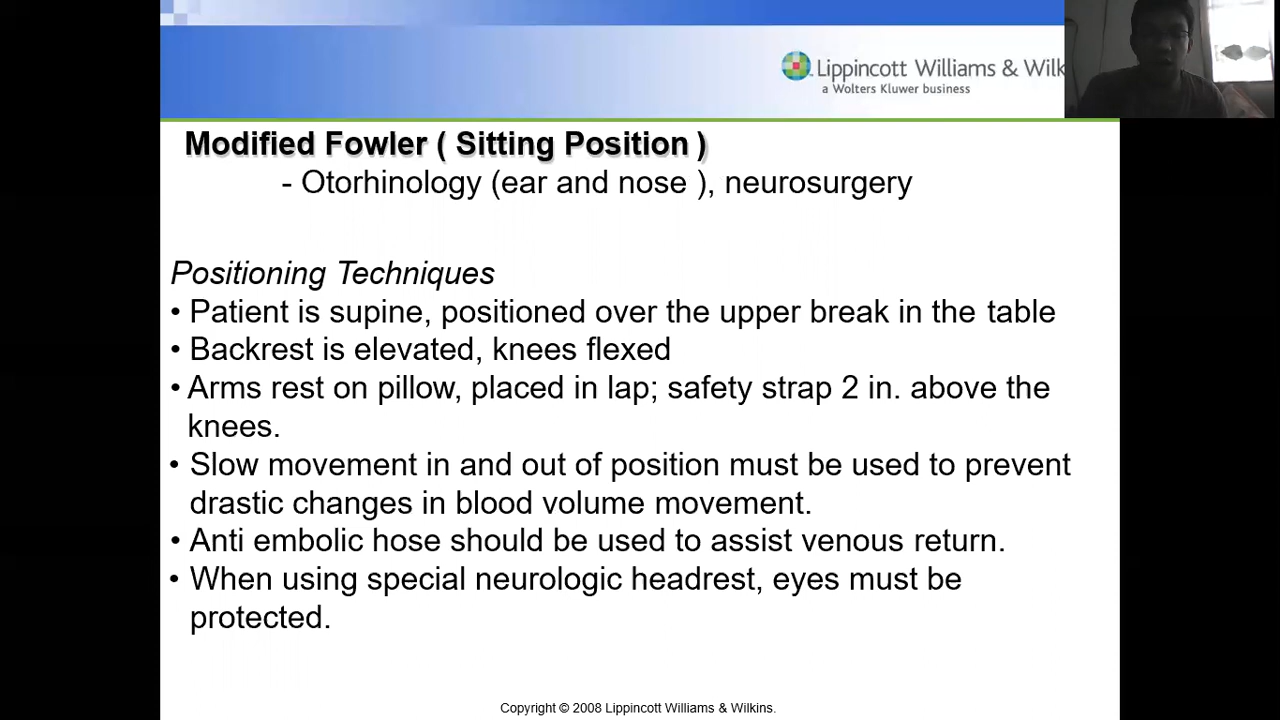 Lippincott Williams & Wilk
a Wolters Kluwer business
Modified Fowler ( Sitting Position )
- Otorhinology (ear and nose ), neurosurgery
Positioning Techniques
• Patient is supine, positioned over the upper break in the table
• Backrest is elevated, knees flexed
• Arms rest on pillow, placed in lap; safety strap 2 in. above the
knees.
• Slow movement in and out of position must be used to prevent
drastic changes in blood volume movement.
• Anti embolic hose should be used to assist venous return.
• When using special neurologic headrest, eyes must be
protected.
Copyright © 2008 Lippincott Williams & Wilkins.